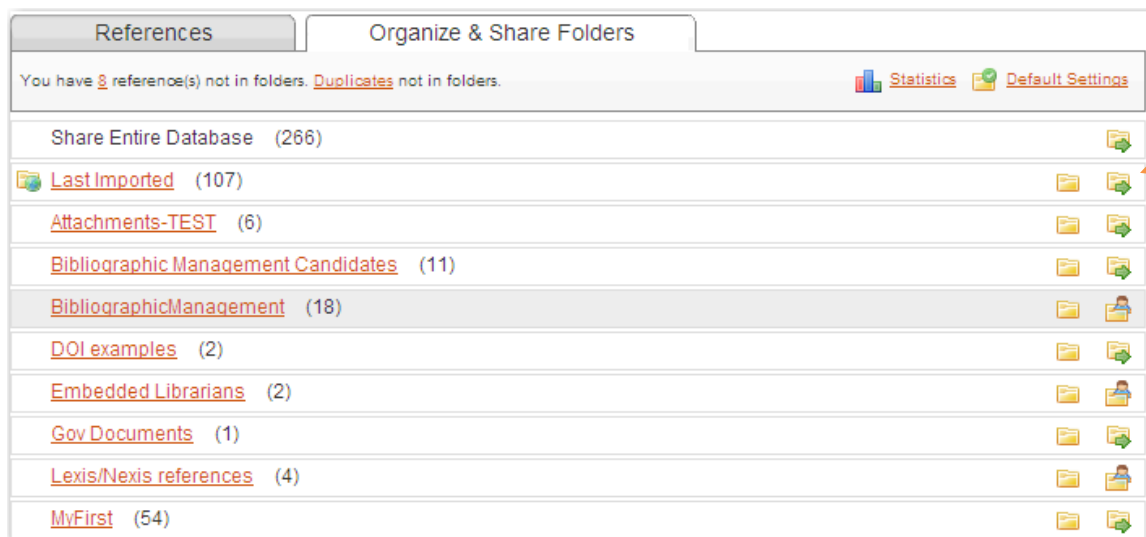 References
Organize & Share Folders
You have 8 reference(s) not in folders. Duplicates not in folders.
Statistics
Default Settings
Share Entire Database (266)
Last Imported (107)
Attachments-TEST (6)
Bibliographic Management Candidates (11)
BibliographicManagement (18)
DOI examples (2)
Embedded Librarians (2)
Gov Documents (1)
Lexis/Nexis references (4)
MyFirst (54)